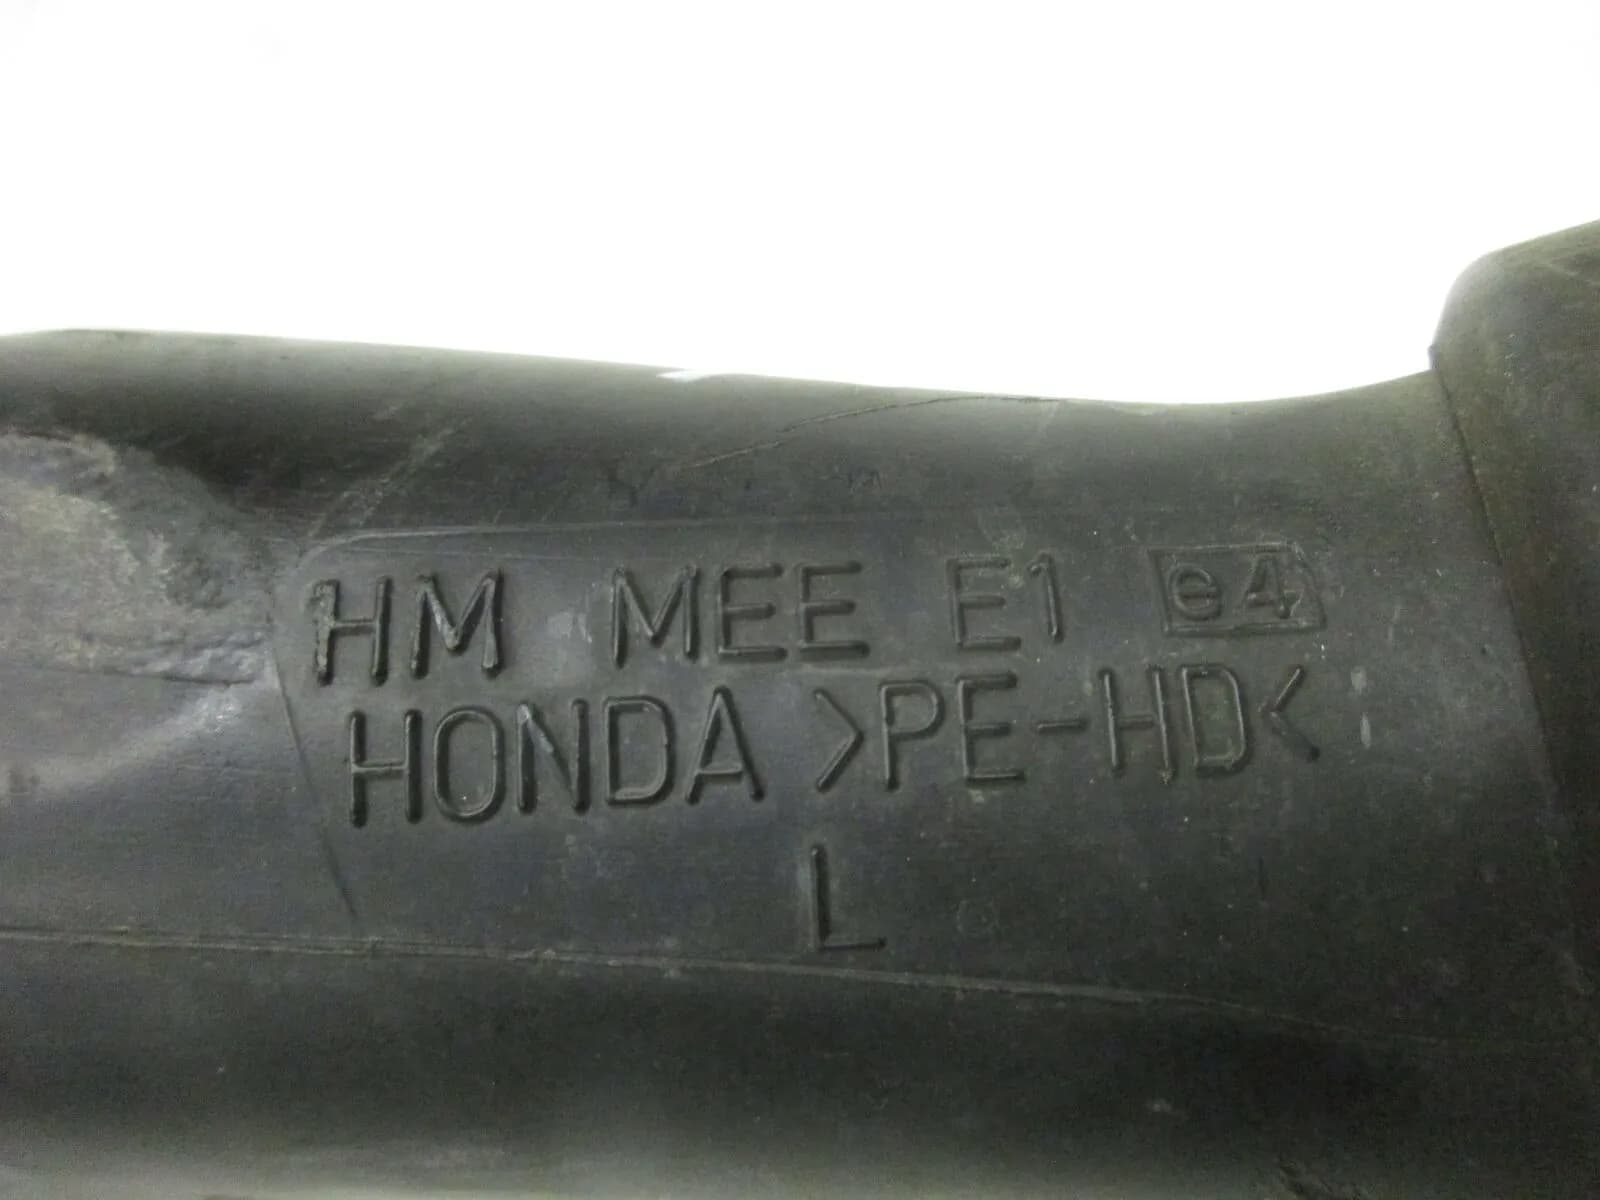 HM MEE E1 e4
HONDA >PE-HD<
L